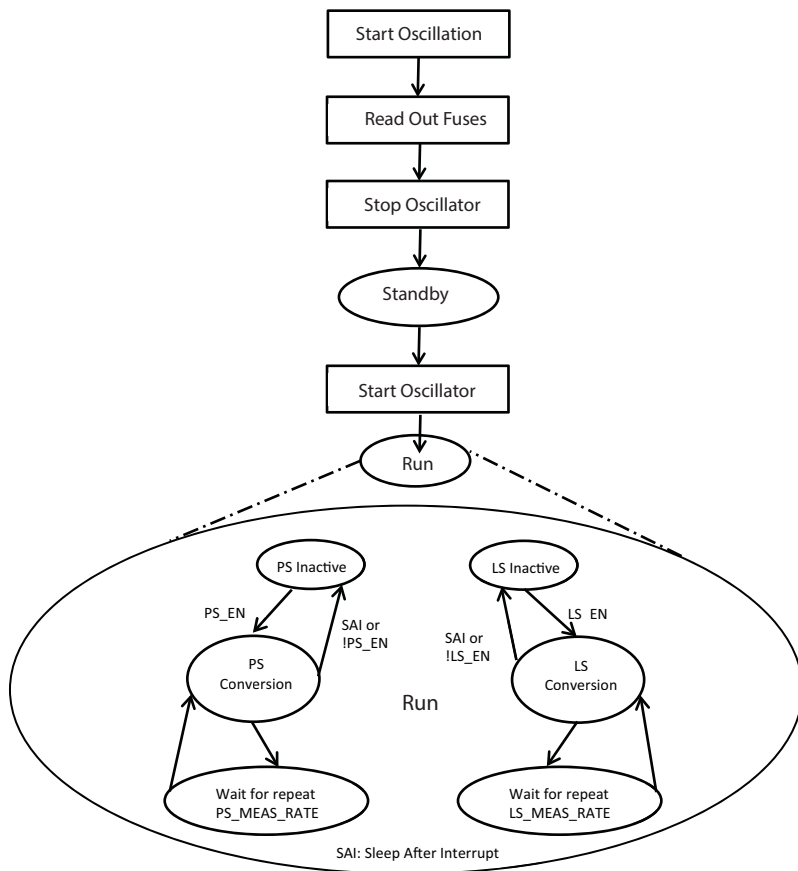 Start Oscillation
Read Out Fuses
Stop Oscillator
Standby
Start Oscillator
Run
PS Inactive
LS Inactive
PS_EN
SAI or
!PS_EN
SAI or
!LS_EN
LS EN
PS
Conversion
LS
Conversion
Run
Wait for repeat
PS_MEAS_RATE
Wait for repeat
LS_MEAS_RATE
SAI: Sleep After Interrupt